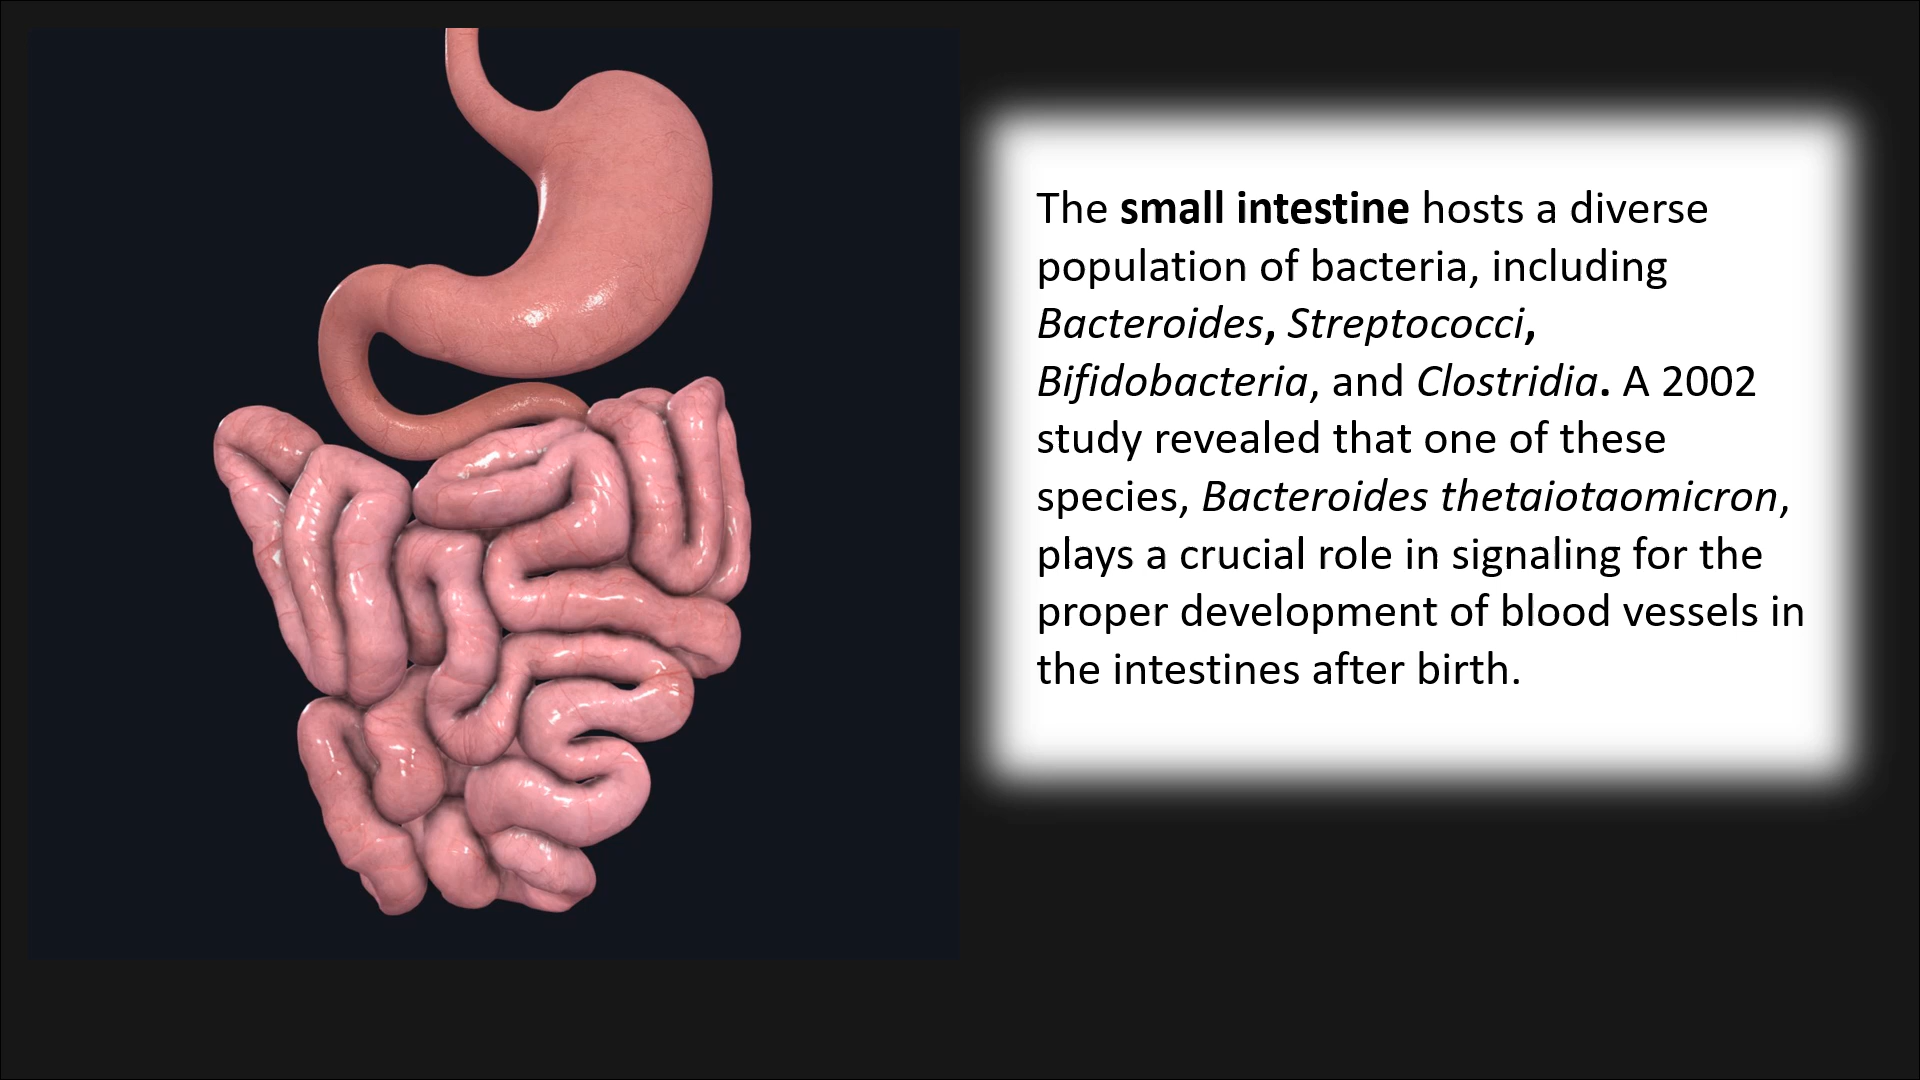 The small intestine hosts a diverse
population of bacteria, including
Bacteroides, Streptococci,
Bifidobacteria, and Clostridia. A 2002
study revealed that one of these
species, Bacteroides thetaiotaomicron,
plays a crucial role in signaling for the
proper development of blood vessels in
the intestines after birth.